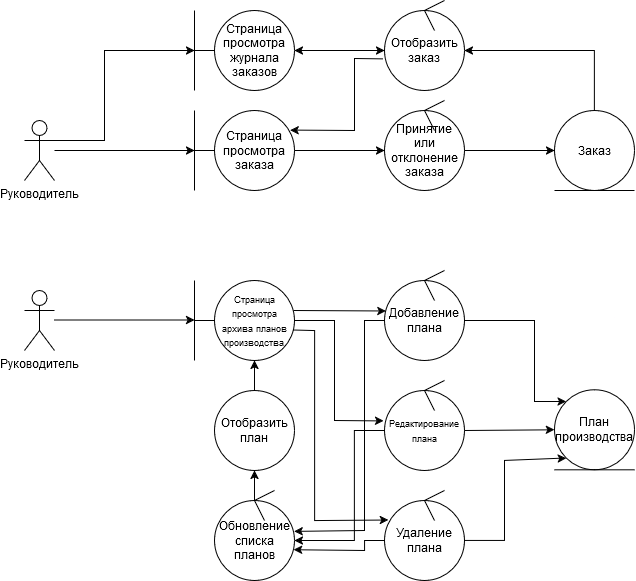 Страница
просмотра
журнала
заказов
Отобразить
заказ
Страница
просмотра
заказа
Принятие
или
отклонение
заказа
Заказ
Руководитель
Страница
просмотра
архива планов
производства
Добавление
плана
Руководитель
Отобразить
план
Редактирование
плана
План
производства
Обновление
списка
планов
Удаление
плана